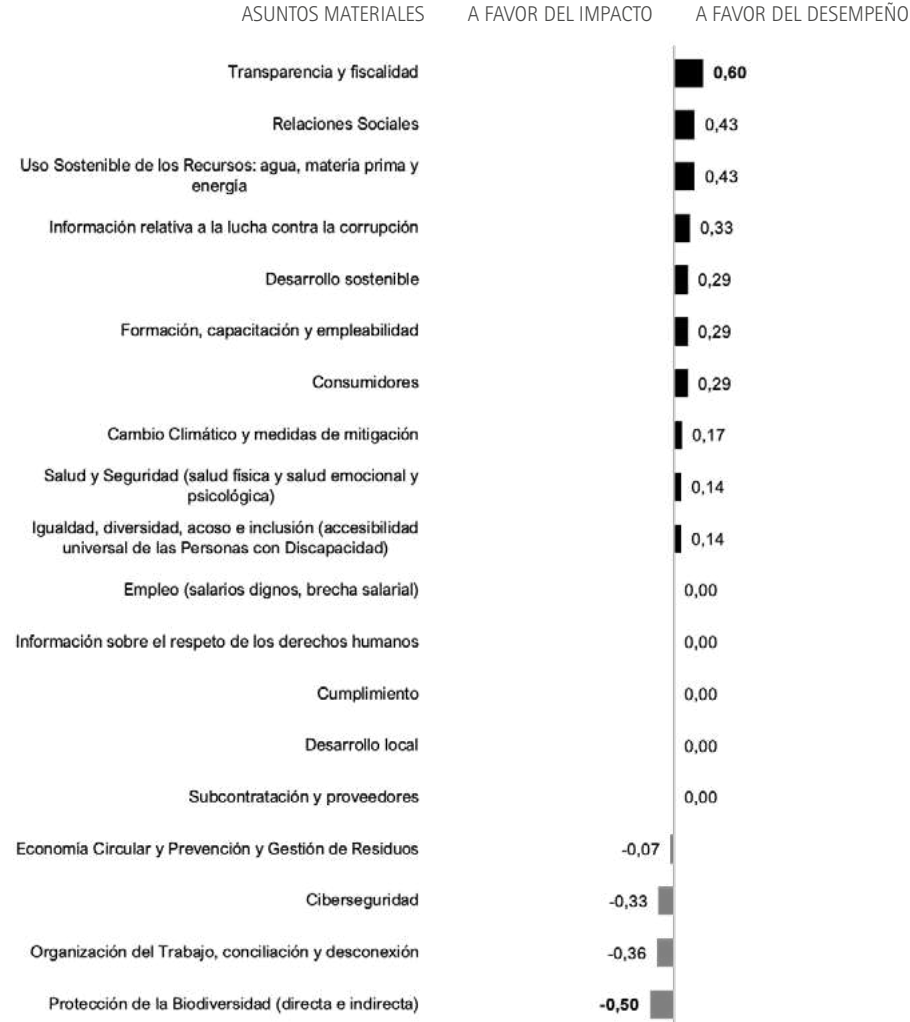 ASUNTOS MATERIALES A FAVOR DEL IMPACTO A FAVOR DEL DESEMPEÑO
Transparencia y fiscalidad 0,60
Relaciones Sociales 0,43
Uso Sostenible de los Recursos: agua, materia prima y
energía 0,43
Información relativa a la lucha contra la corrupción 0,33
Desarrollo sostenible 0,29
Formación, capacitación y empleabilidad 0,29
Consumidores 0,29
Cambio Climático y medidas de mitigación 0,17
Salud y Seguridad (salud física y salud emocional y
psicológica) 0,14
Igualdad, diversidad, acoso e inclusión (accesibilidad
universal de las Personas con Discapacidad) 0,14
Empleo (salarios dignos, brecha salarial) 0,00
Información sobre el respeto de los derechos humanos 0,00
Cumplimiento 0,00
Desarrollo local 0,00
Subcontratación y proveedores 0,00
Economía Circular y Prevención y Gestión de Residuos -0,07
Ciberseguridad -0,33
Organización del Trabajo, conciliación y desconexión -0,36
Protección de la Biodiversidad (directa e indirecta) -0,50